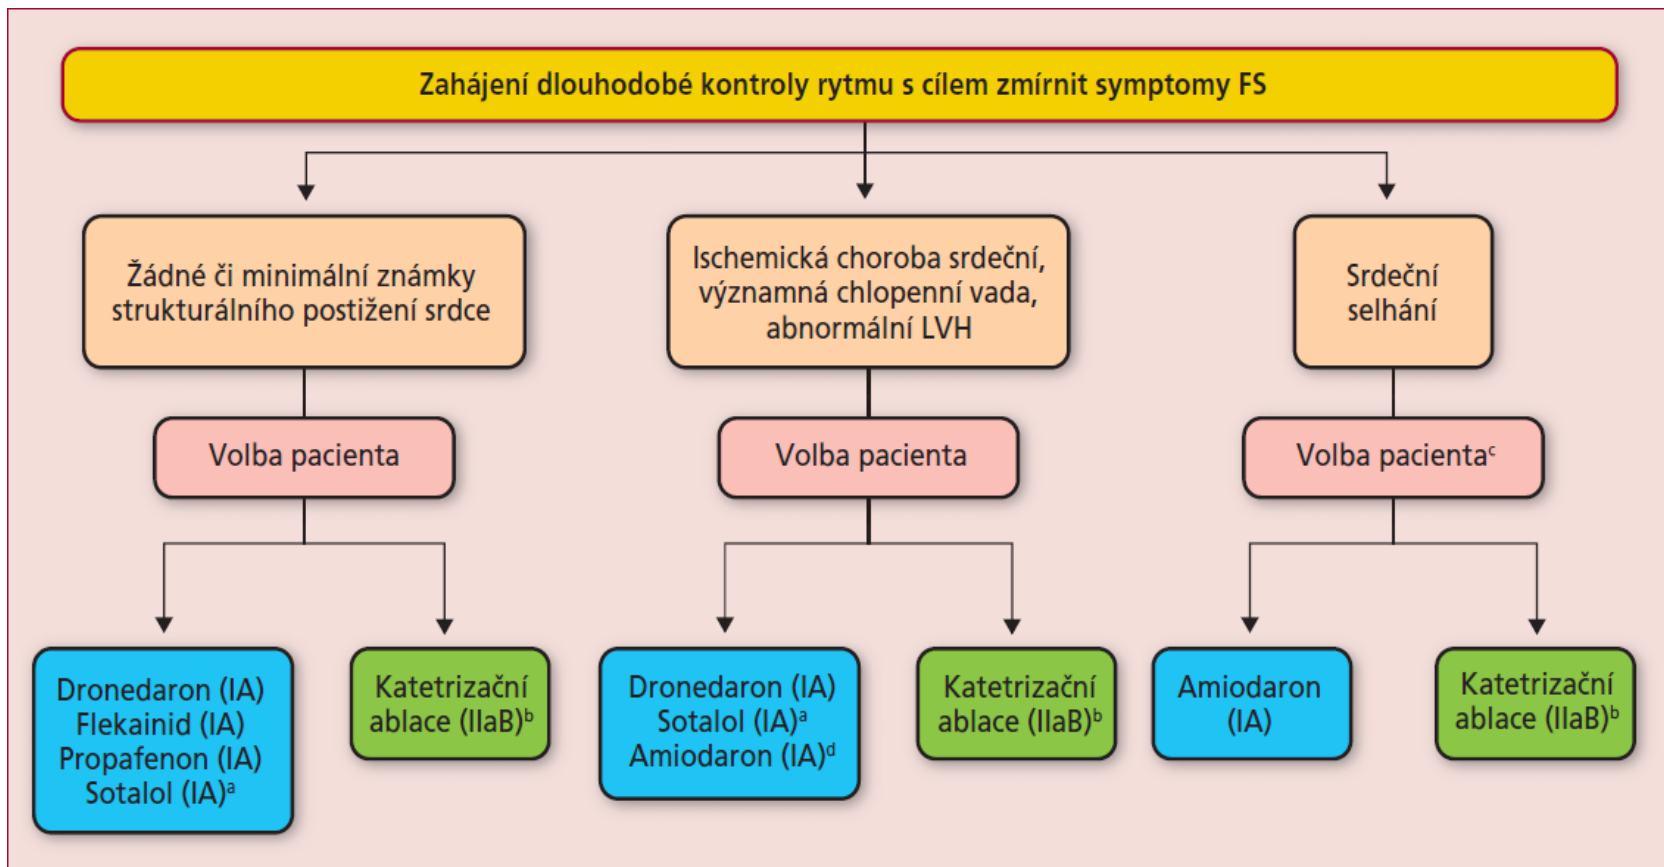 Zahájení dlouhodobé kontroly rytmu s cílem zmírnit symptomy FS
Žádné či minimální známky
strukturálního postižení srdce
Ischemická choroba srdeční,
významná chlopenní vada,
abnormální LVH
Srdeční
selhání
Volba pacienta
Volba pacienta
Volba pacientaᶜ
Dronedaron (IA)
Flekainid (IA)
Propafenon (IA)
Sotalol (IA)ᵃ
Katetrizační
ablace (IIaB)ᵇ
Dronedaron (IA)
Sotalol (IA)ᵃ
Amiodaron (IA)ᵈ
Katetrizační
ablace (IIaB)ᵇ
Amiodaron
(IA)
Katetrizační
ablace (IIaB)ᵇ